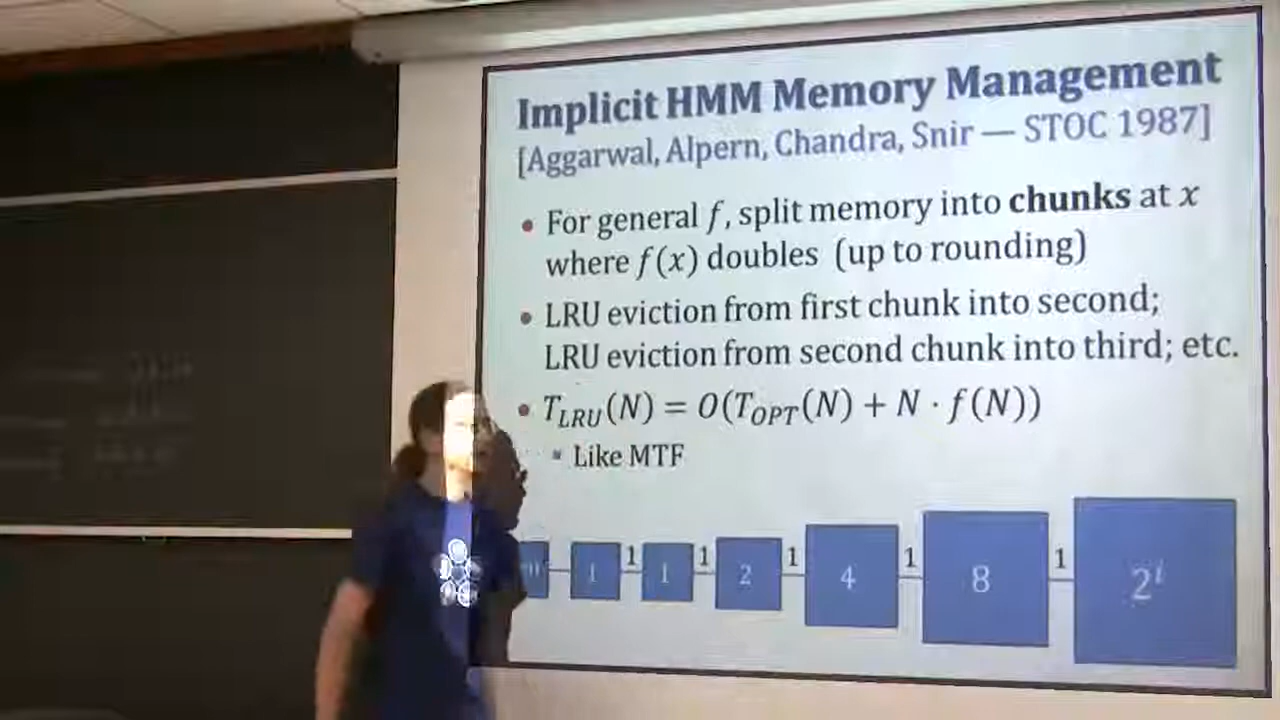 Implicit HMM Memory Management
[Aggarwal, Alpern, Chandra, Snir — STOC 1987]
• For general f, split memory into chunks at x
where f(x) doubles (up to rounding)
• LRU eviction from first chunk into second;
LRU eviction from second chunk into third; etc.
• T_LRU(N) = O(T_OPT(N) + N · f(N))
▪ Like MTF
1 1 1 1 1
1 1 2 4 8 2^i